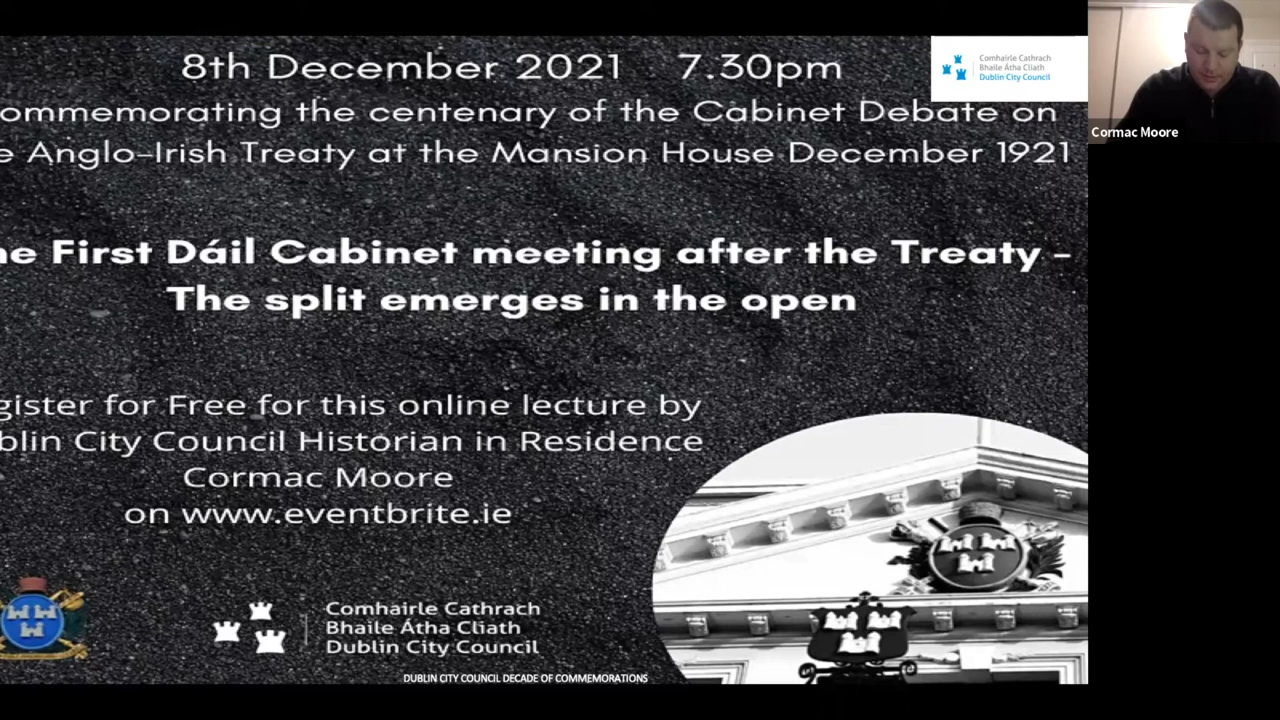 8th December 2021 7.30pm
ommemorating the centenary of the Cabinet Debate on
e Anglo-Irish Treaty at the Mansion House December 1921
he First Dáil Cabinet meeting after the Treaty -
The split emerges in the open
gister for Free for this online lecture by
blin City Council Historian in Residence
Cormac Moore
on www.eventbrite.ie
Comhairle Cathrach
Bhaile Átha Cliath
Dublin City Council
DUBLIN CITY COUNCIL DECADE OF COMMEMORATIONS
Comhairle Cathrach
Bhaile Átha Cliath
Dublin City Council
Cormac Moore